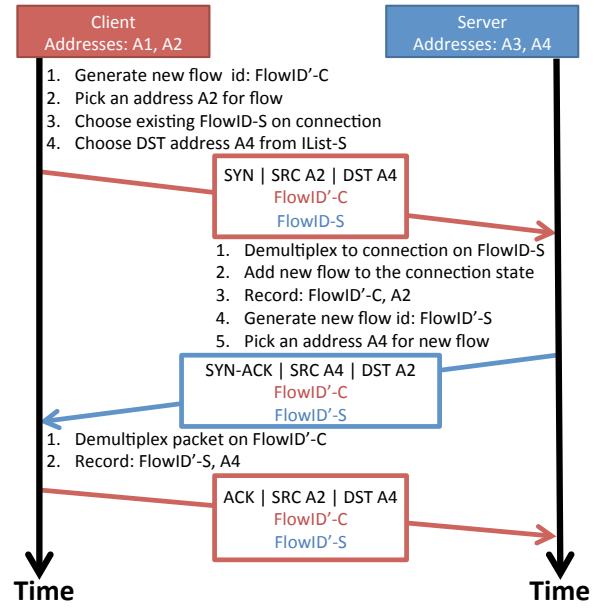 Client
Addresses: A1, A2
Server
Addresses: A3, A4
1. Generate new flow id: FlowID'-C
2. Pick an address A2 for flow
3. Choose existing FlowID-S on connection
4. Choose DST address A4 from IList-S
SYN | SRC A2 | DST A4
FlowID'-C
FlowID-S
1. Demultiplex to connection on FlowID-S
2. Add new flow to the connection state
3. Record: FlowID'-C, A2
4. Generate new flow id: FlowID'-S
5. Pick an address A4 for new flow
SYN-ACK | SRC A4 | DST A2
FlowID'-C
FlowID'-S
1. Demultiplex packet on FlowID'-C
2. Record: FlowID'-S, A4
ACK | SRC A2 | DST A4
FlowID'-C
FlowID'-S
Time
Time